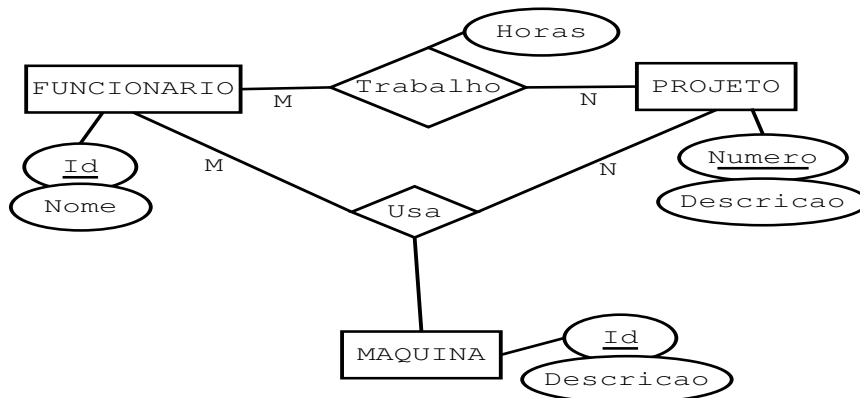 Horas
FUNCIONARIO
Trabalho
PROJETO
M
N
Id
Nome
M
N
Numero
Descricao
Usa
MAQUINA
Id
Descricao